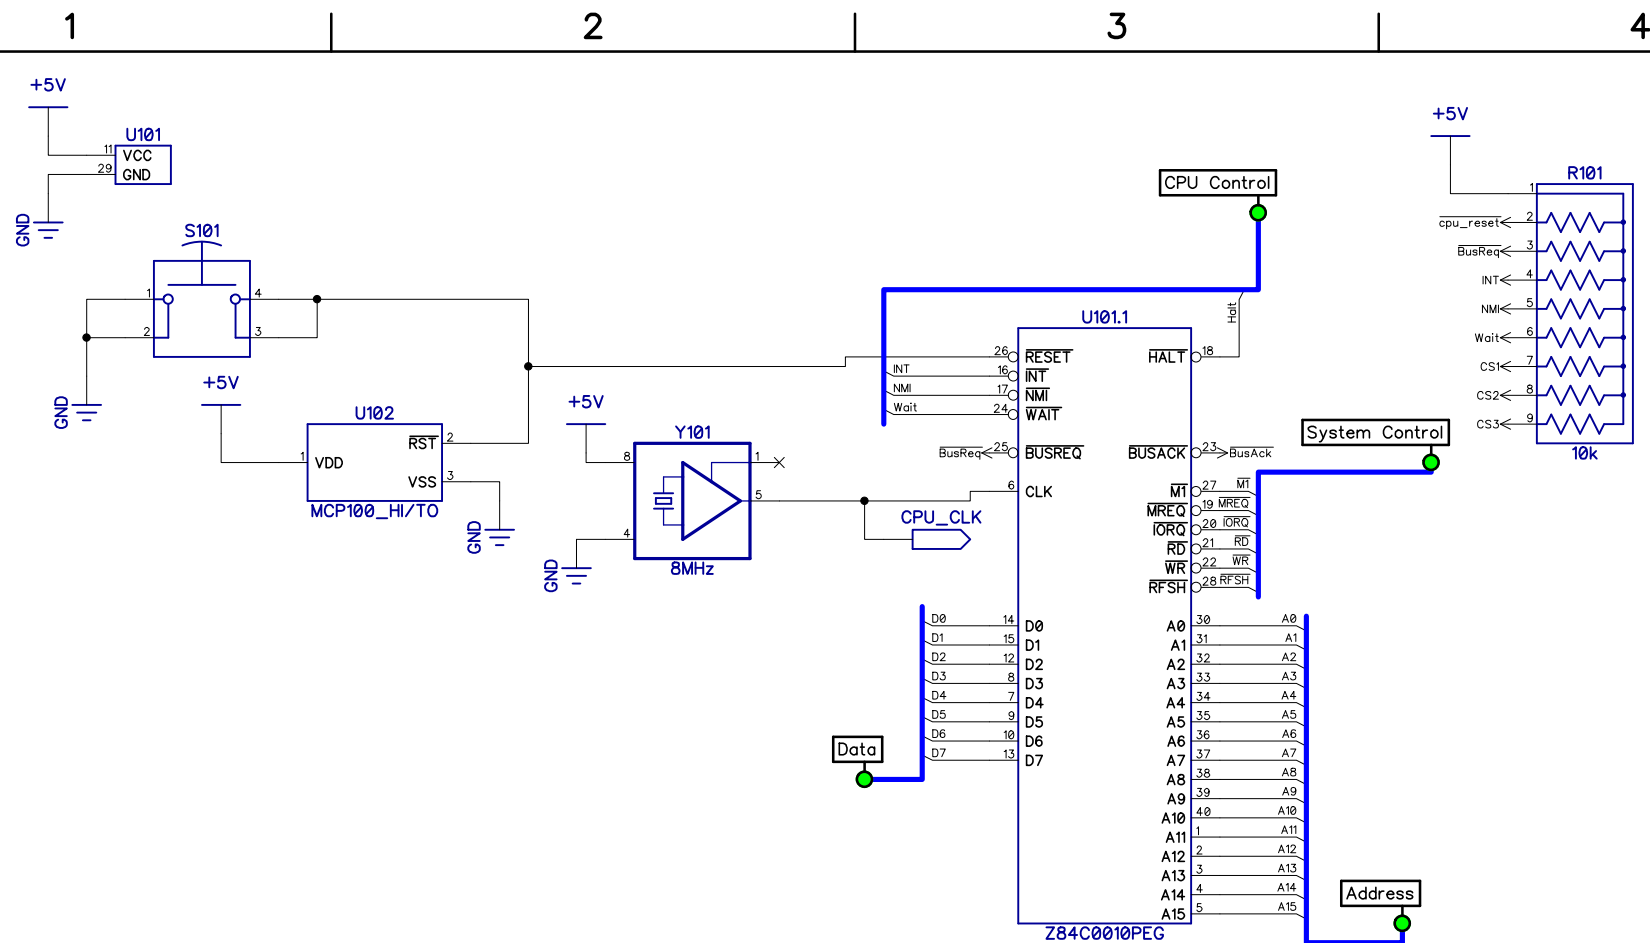 1 2 3 4
+5V
U101
11 VCC
29 GND
GND
S101
1 4
2 3
GND
+5V
U102
1 VDD
RST 2
VSS 3
MCP100_HI/TO
GND
+5V
Y101
8 1
5
4
8MHz
GND
CPU_CLK
CPU Control
Halt
U101.1
26 RESET
INT 16 INT
NMI 17 NMI
Wait 24 WAIT
BusReq 25 BUSREQ
6 CLK
HALT 18
BUSACK 23 BusAck
M1 27 M1
MREQ 19 MREQ
IORQ 20 IORQ
RD 21 RD
WR 22 WR
RFSH 28 RFSH
System Control
D0 14 D0
D1 15 D1
D2 12 D2
D3 8 D3
D4 7 D4
D5 9 D5
D6 10 D6
D7 13 D7
Data
A0 30 A0
A1 31 A1
A2 32 A2
A3 33 A3
A4 34 A4
A5 35 A5
A6 36 A6
A7 37 A7
A8 38 A8
A9 39 A9
A10 40 A10
A11 1 A11
A12 2 A12
A13 3 A13
A14 4 A14
A15 5 A15
Address
Z84C0010PEG
+5V
R101
1
cpu_reset 2
BusReq 3
INT 4
NMI 5
Wait 6
CS1 7
CS2 8
CS3 9
10k